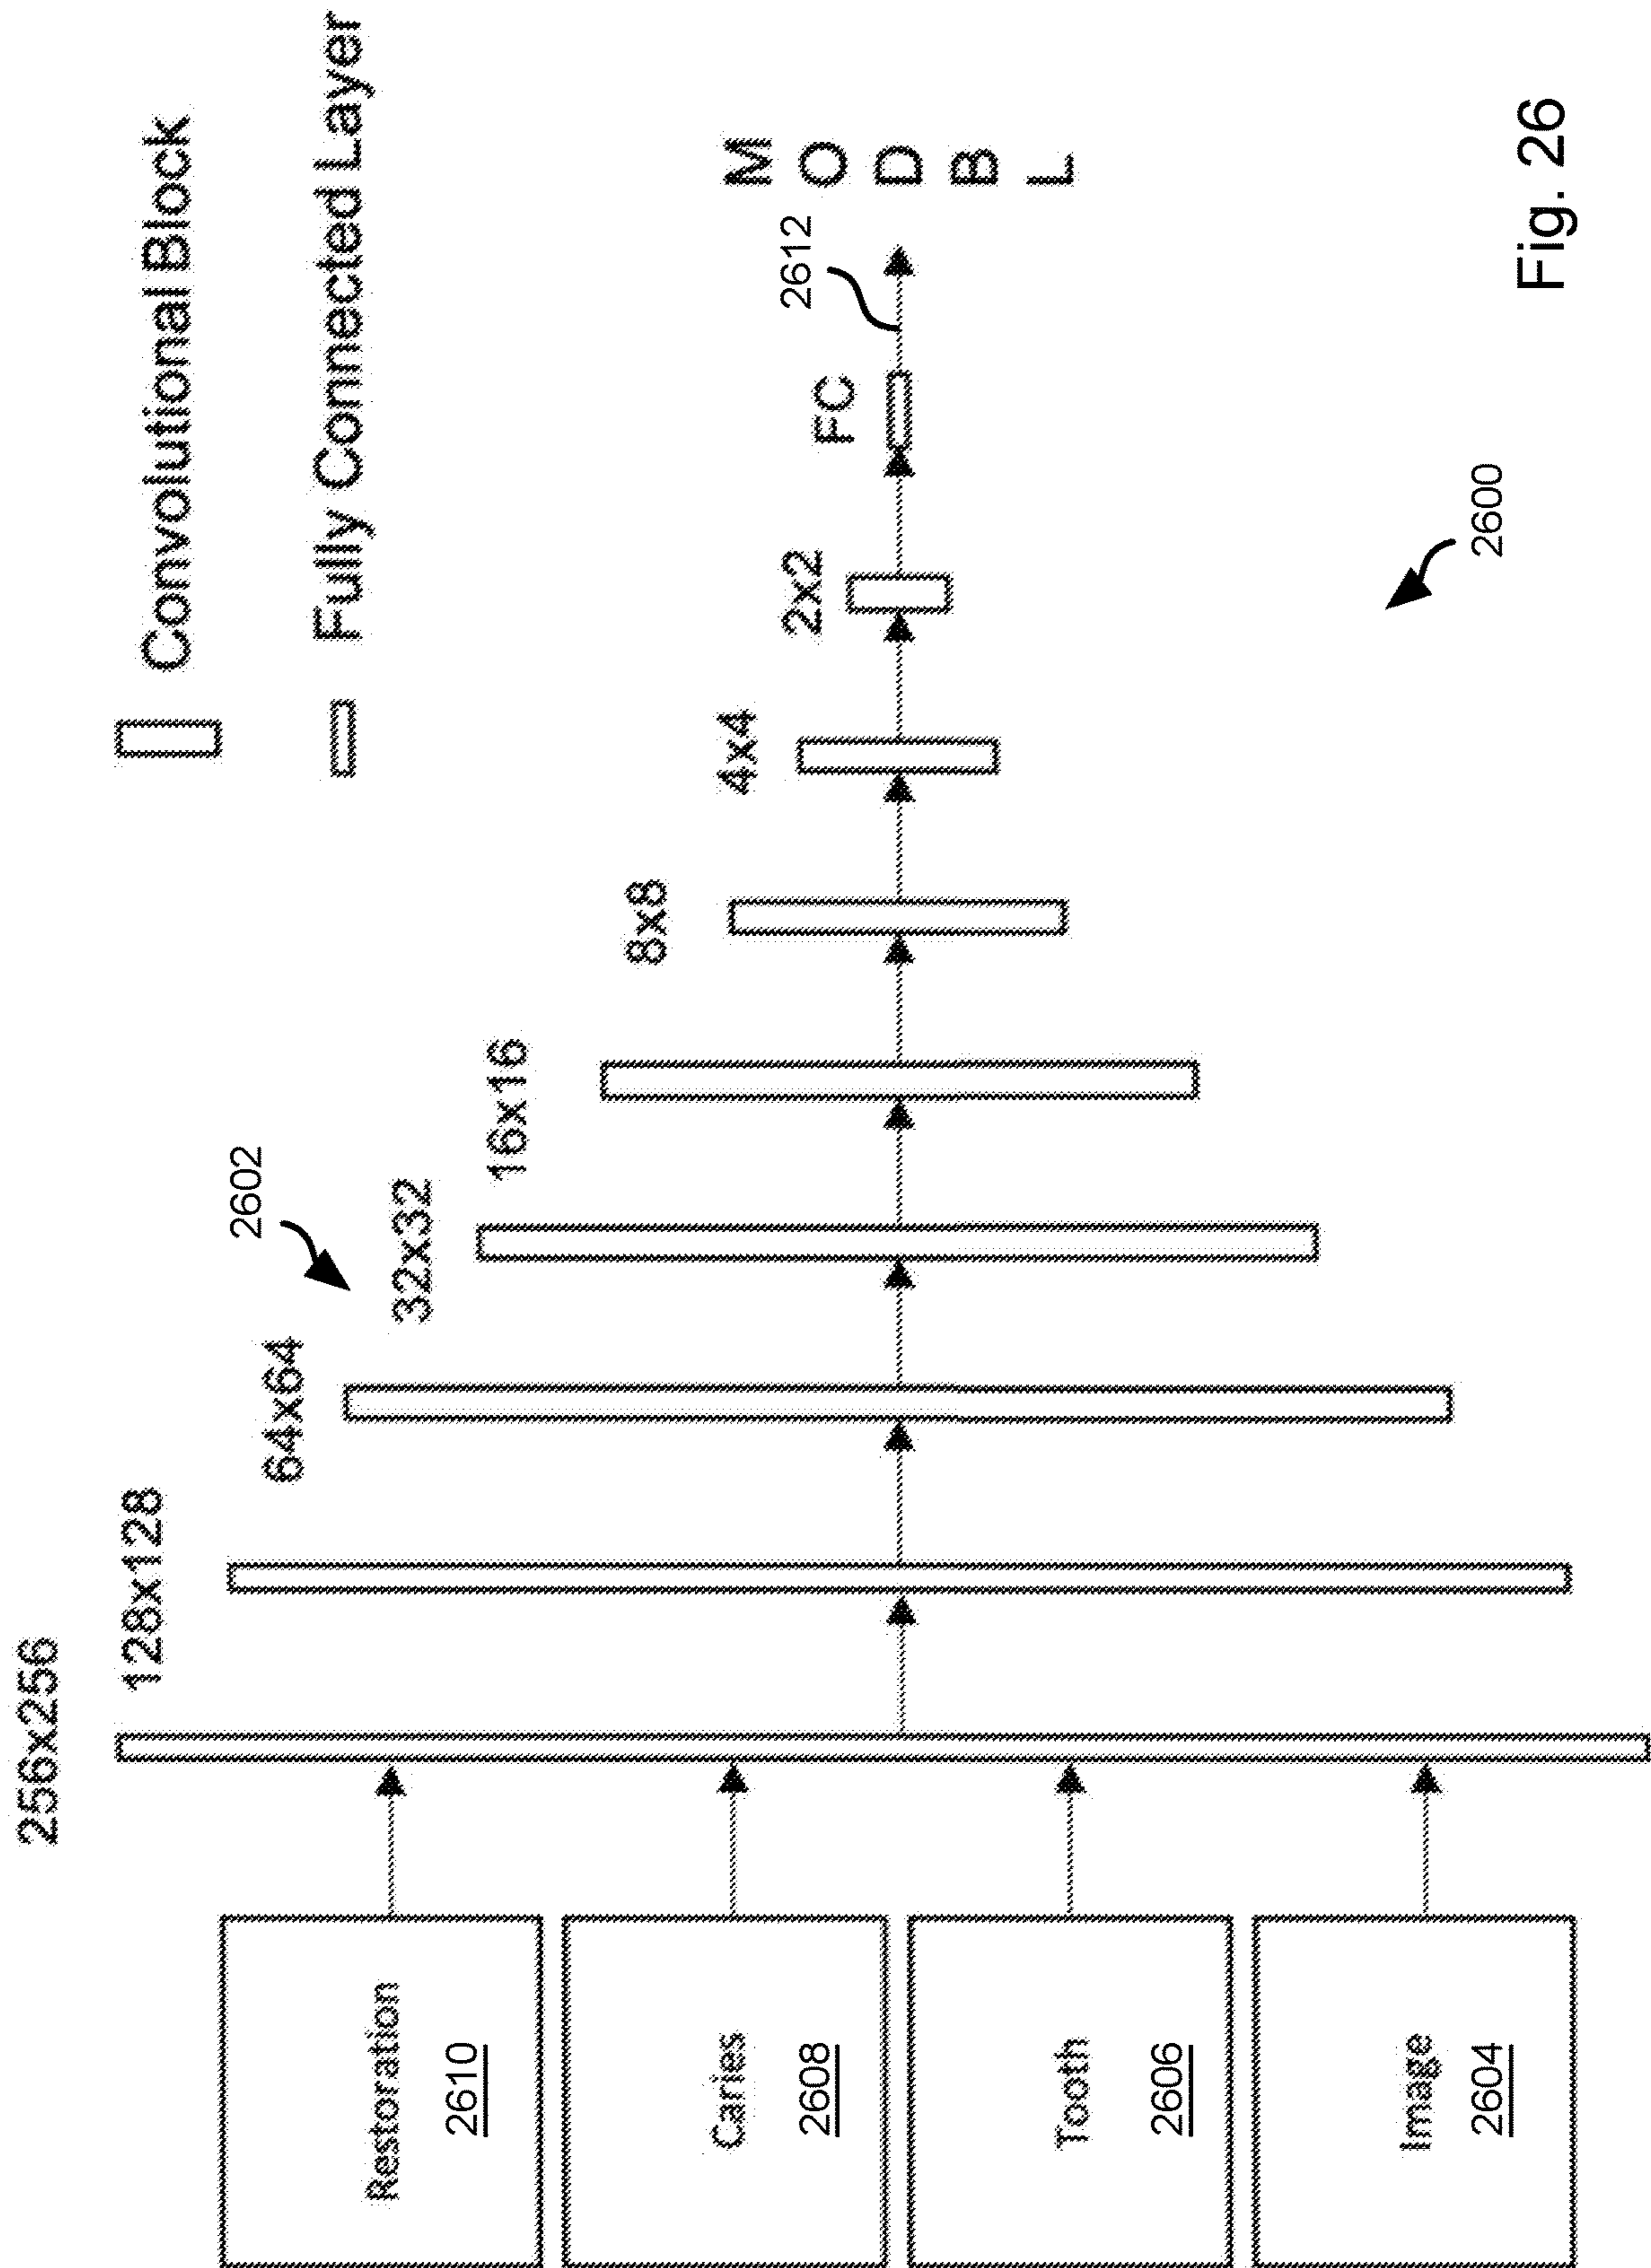 256x256
128x128
64x64
2602
32x32
16x16
8x8
4x4
2x2
FC
2612
M
O
D
B
L
Convolutional Block
Fully Connected Layer
Restoration
2610
Caries
2608
Tooth
2606
Image
2604
2600
Fig. 26